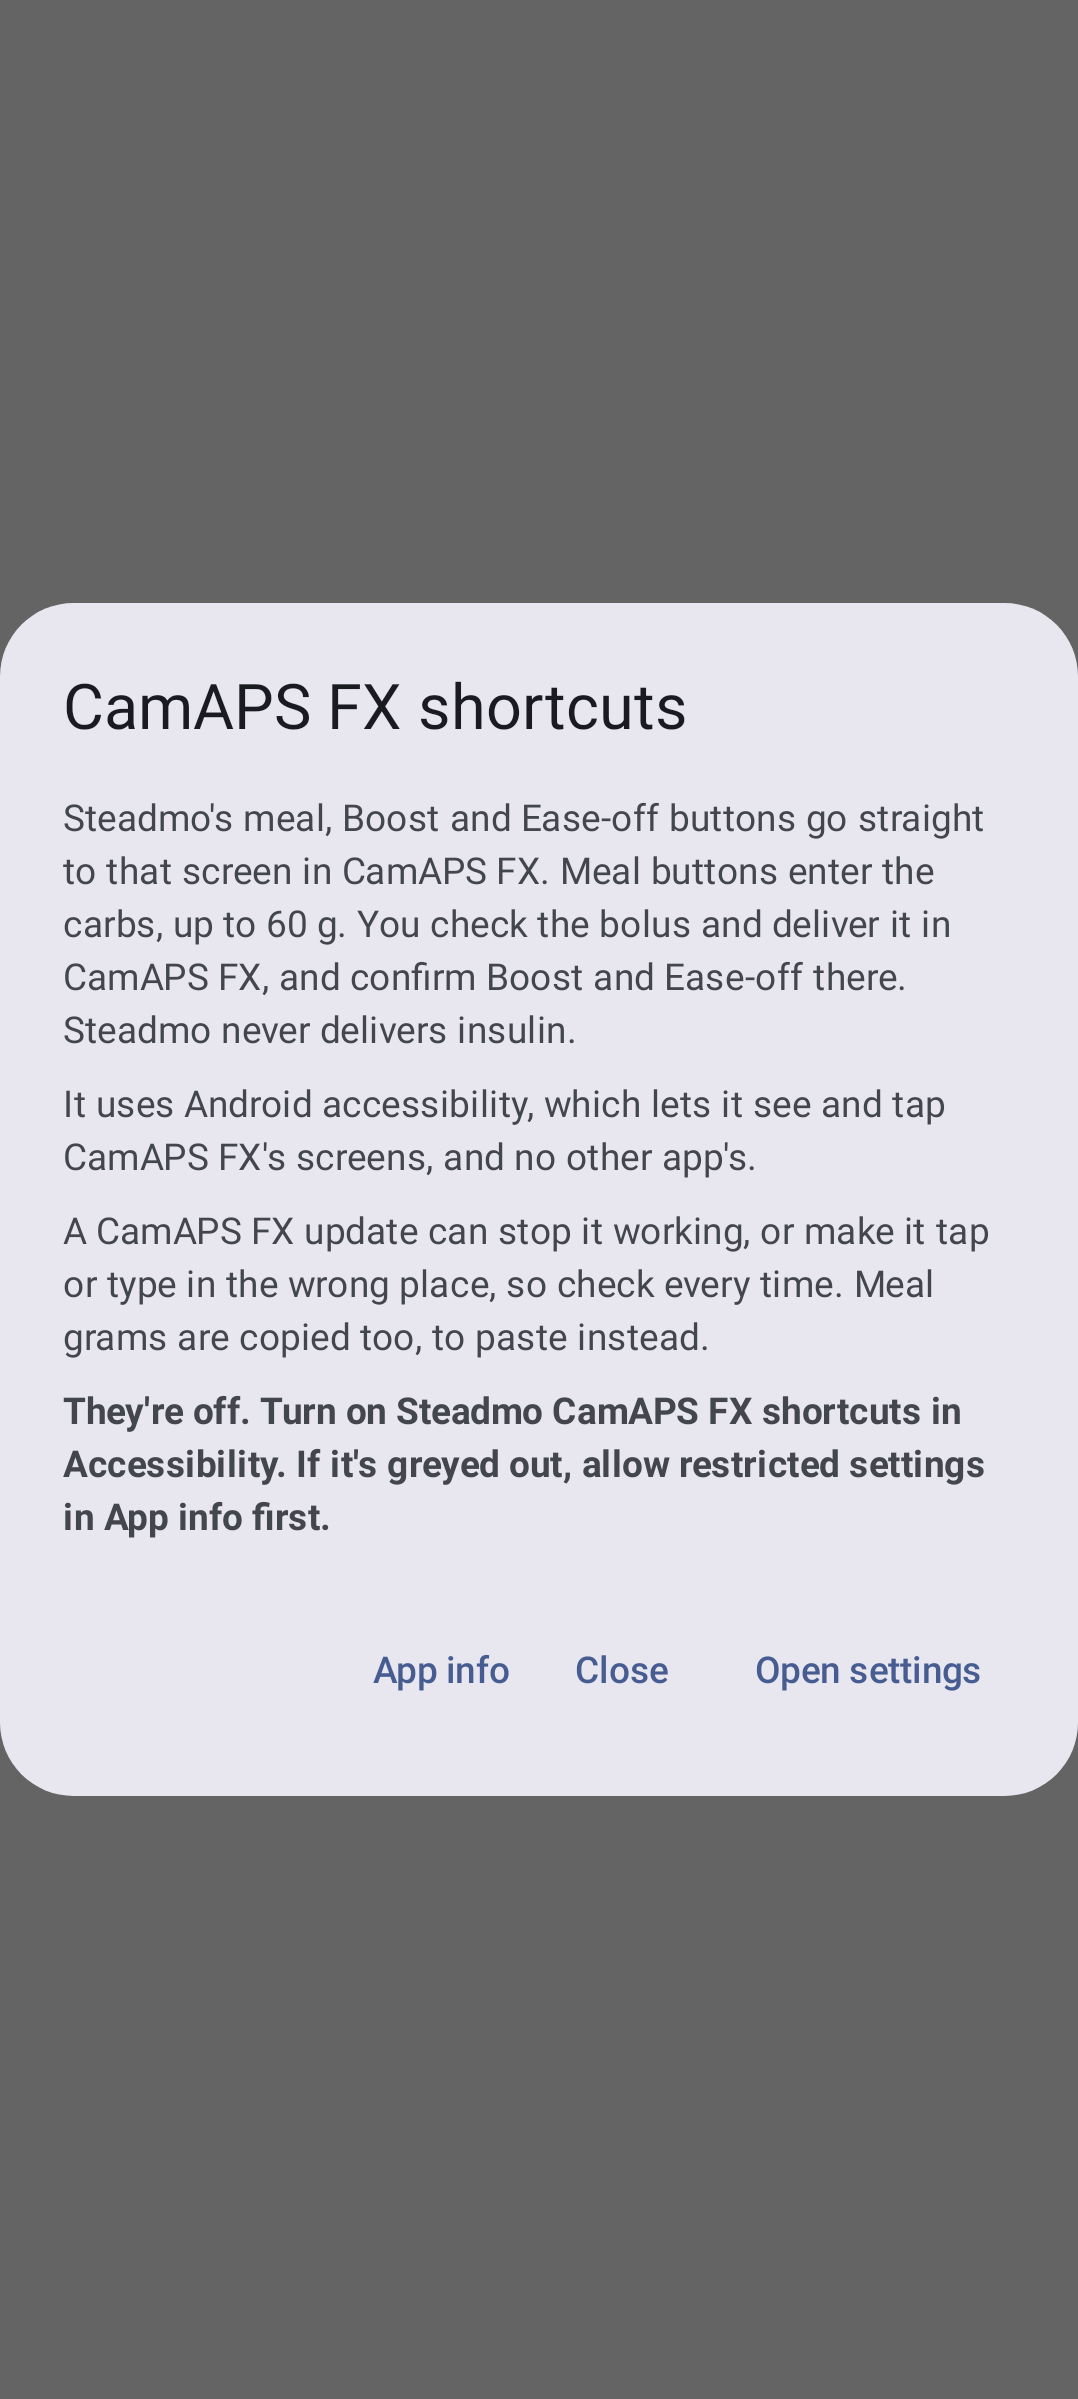 CamAPS FX shortcuts
Steadmo's meal, Boost and Ease-off buttons go straight
to that screen in CamAPS FX. Meal buttons enter the
carbs, up to 60 g. You check the bolus and deliver it in
CamAPS FX, and confirm Boost and Ease-off there.
Steadmo never delivers insulin.
It uses Android accessibility, which lets it see and tap
CamAPS FX's screens, and no other app's.
A CamAPS FX update can stop it working, or make it tap
or type in the wrong place, so check every time. Meal
grams are copied too, to paste instead.
They're off. Turn on Steadmo CamAPS FX shortcuts in
Accessibility. If it's greyed out, allow restricted settings
in App info first.
App info Close Open settings